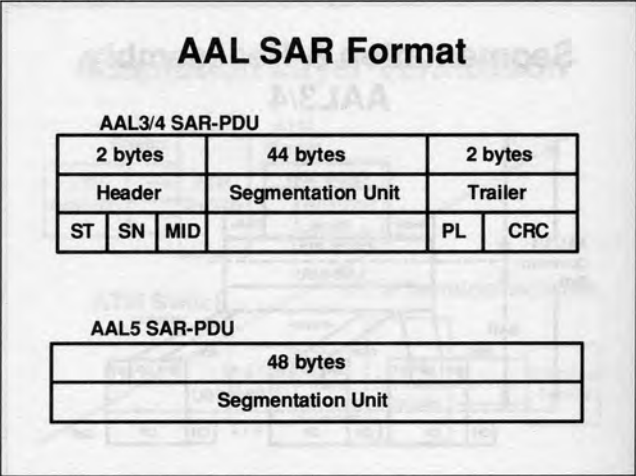 AAL SAR Format
AAL3/4 SAR-PDU
2 bytes 44 bytes 2 bytes
Header Segmentation Unit Trailer
ST SN MID PL CRC
AAL5 SAR-PDU
48 bytes
Segmentation Unit